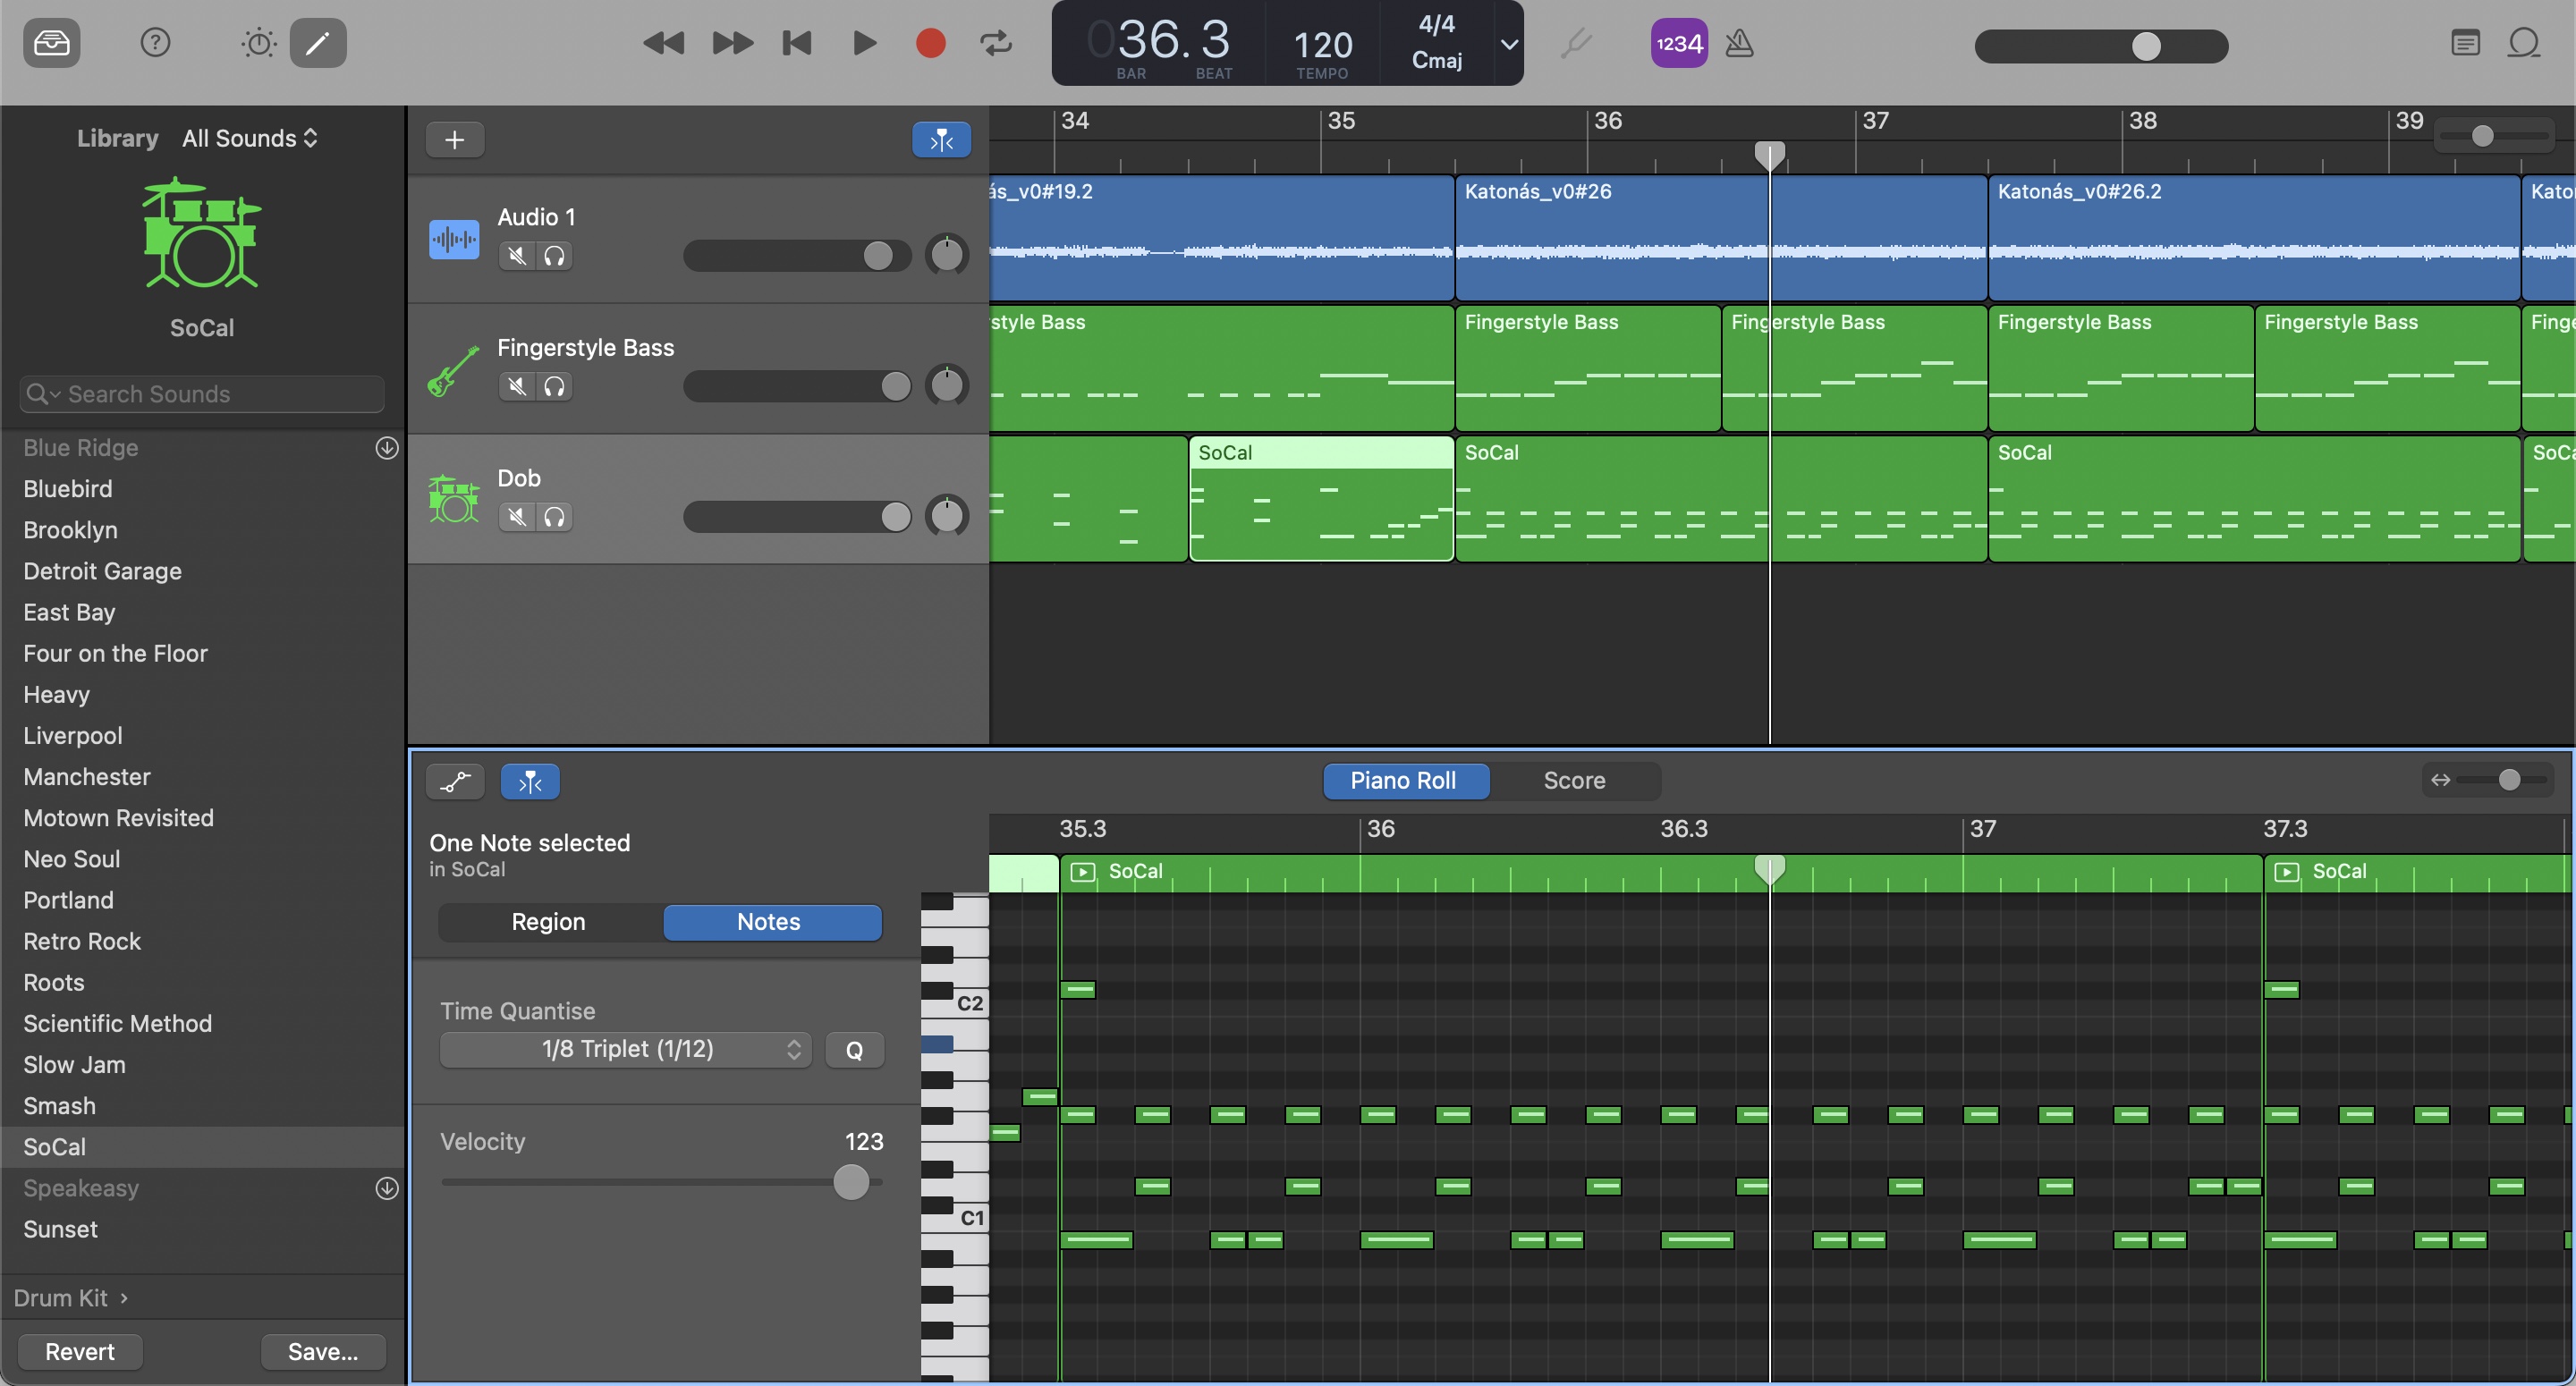 036.3
BAR
BEAT
120
TEMPO
4/4
Cmaj
1234
Library
All Sounds
SoCal
Search Sounds
Blue Ridge
Bluebird
Brooklyn
Detroit Garage
East Bay
Four on the Floor
Heavy
Liverpool
Manchester
Motown Revisited
Neo Soul
Portland
Retro Rock
Roots
Scientific Method
Slow Jam
Smash
SoCal
Speakeasy
Sunset
Drum Kit
Revert
Save...
Audio 1
Fingerstyle Bass
Dob
34 35 36 37 38 39
ás_v0#19.2
Katonás_v0#26
Katonás_v0#26.2
Kato
style Bass
Fingerstyle Bass
Fingerstyle Bass
Fingerstyle Bass
Fingerstyle Bass
Finge
SoCal
SoCal
SoCal
SoCa
Piano Roll
Score
One Note selected
in SoCal
Region
Notes
Time Quantise
1/8 Triplet (1/12)
Q
Velocity
123
35.3 36 36.3 37 37.3
SoCal
SoCal
C2
C1